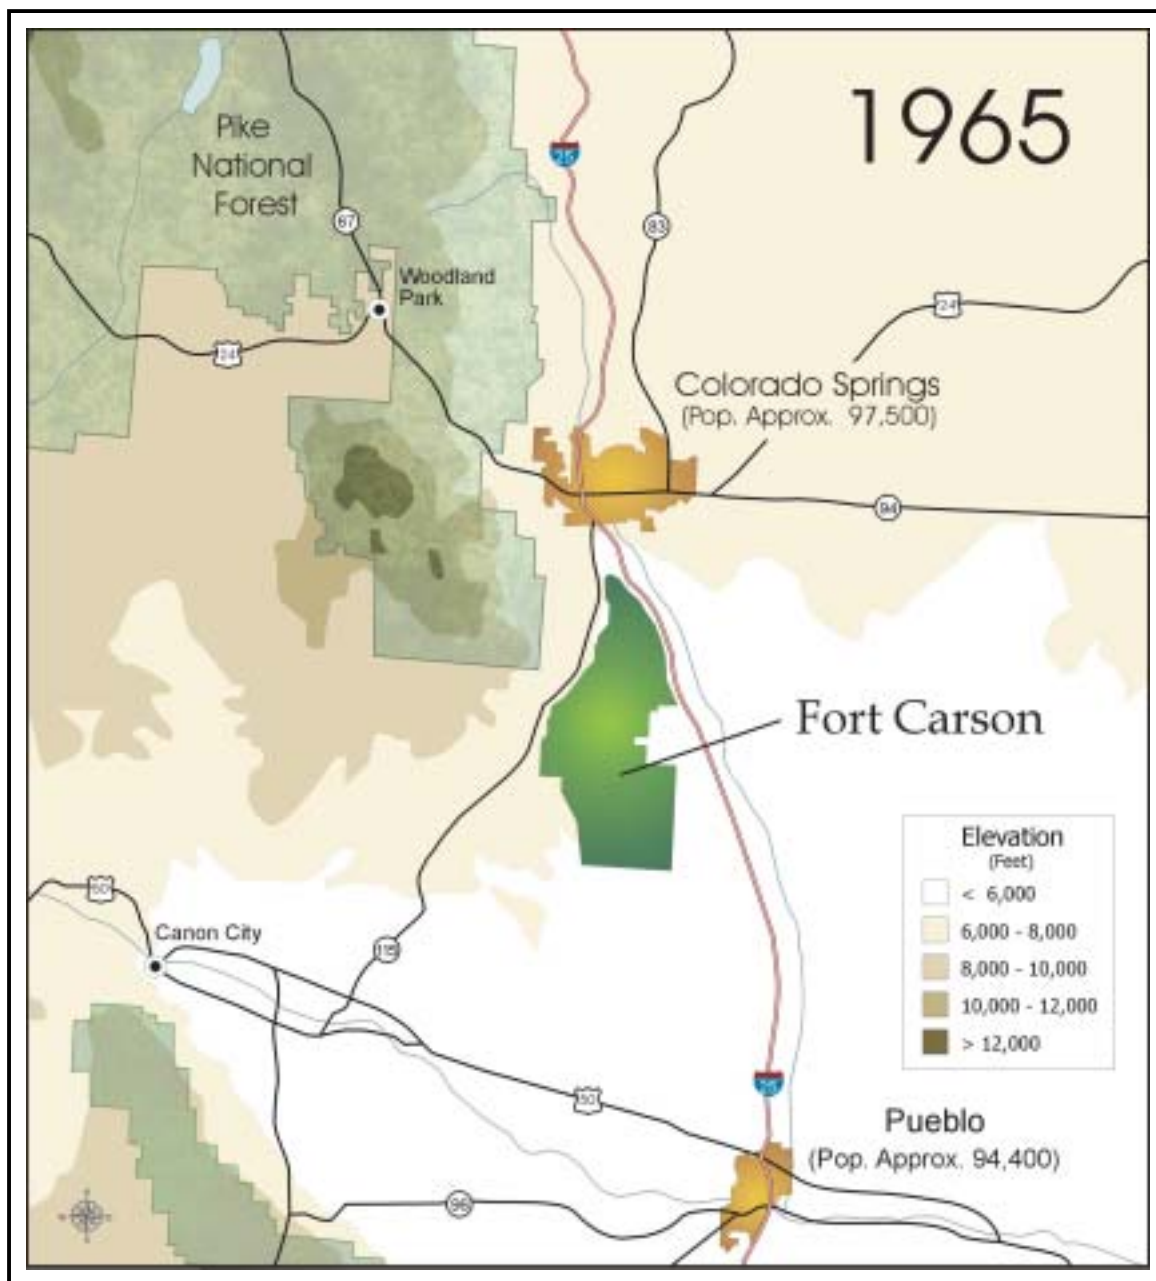 1965
25
Pike
National
Forest
67
83
Woodland
Park
24
24
Colorado Springs
(Pop. Approx. 97,500)
94
Fort Carson
Elevation
(Feet)
< 6,000
6,000 - 8,000
8,000 - 10,000
10,000 - 12,000
> 12,000
50
Canon City
115
25
50
Pueblo
(Pop. Approx. 94,400)
96